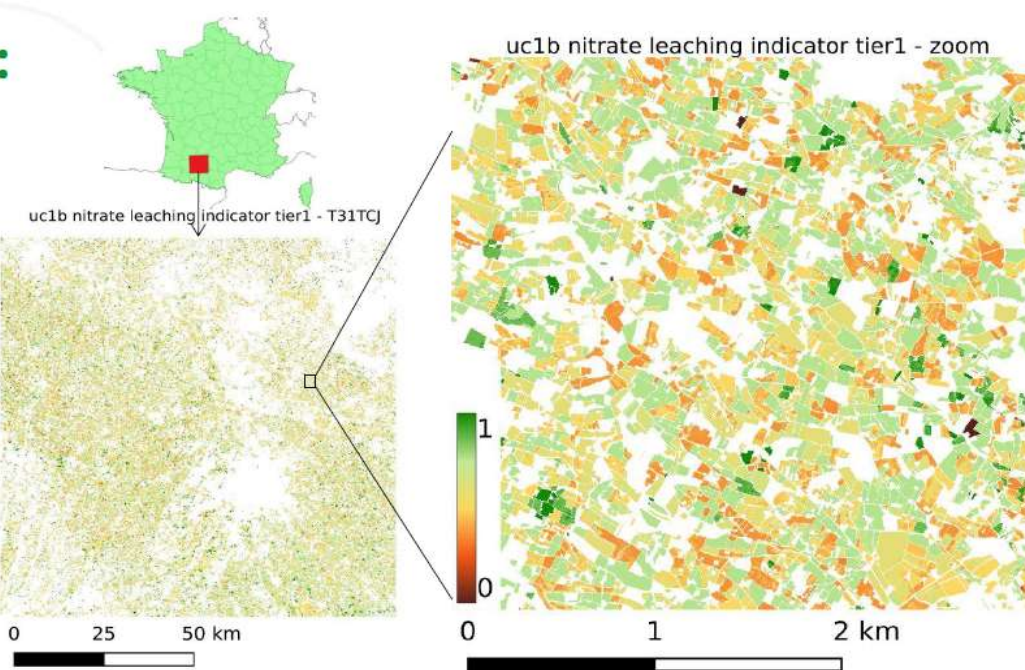 uc1b nitrate leaching indicator tier1 - T31TCJ
0 25 50 km
uc1b nitrate leaching indicator tier1 - zoom
1
0
0 1 2 km